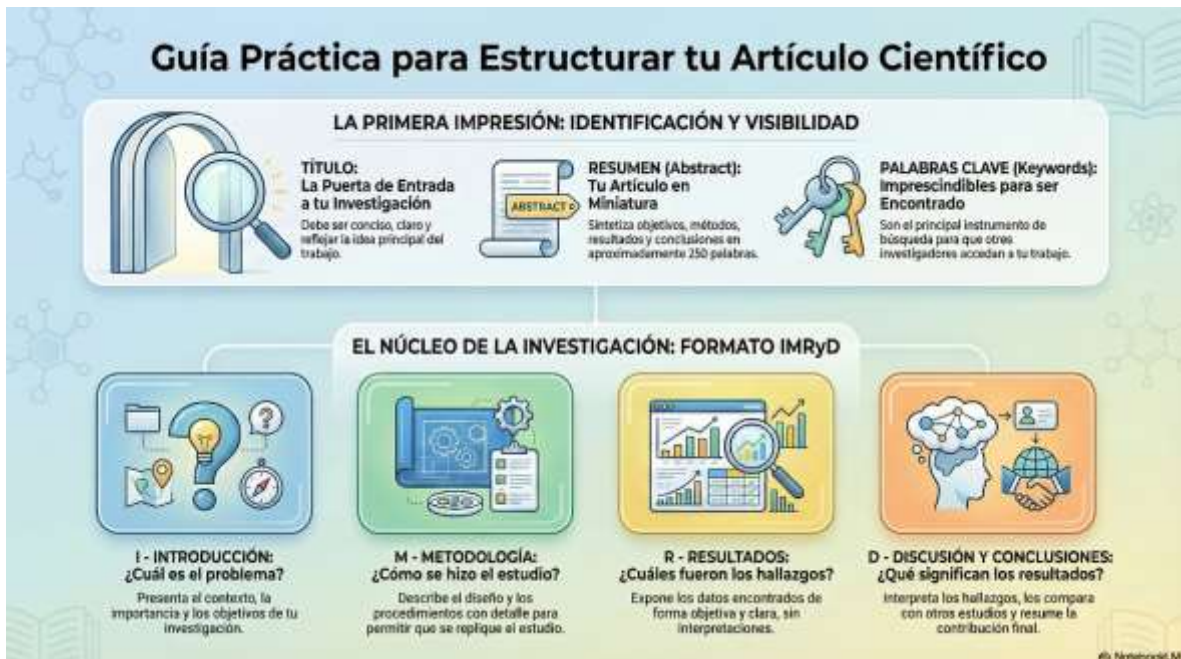 Guía Práctica para Estructurar tu Artículo Científico
LA PRIMERA IMPRESIÓN: IDENTIFICACIÓN Y VISIBILIDAD
TÍTULO:
La Puerta de Entrada
a tu Investigación
Debe ser conciso, claro y
reflejar la idea principal del
trabajo.
ABSTRACT
RESUMEN (Abstract):
Tu Artículo en
Miniatura
Sintetiza objetivos, métodos,
resultados y conclusiones en
aproximadamente 250 palabras.
PALABRAS CLAVE (Keywords):
Imprescindibles para ser
Encontrado
Son el principal instrumento de
búsqueda para que otros
investigadores accedan a tu trabajo.
EL NÚCLEO DE LA INVESTIGACIÓN: FORMATO IMRyD
I - INTRODUCCIÓN:
¿Cuál es el problema?
Presenta el contexto, la
importancia y los objetivos de tu
investigación.
M - METODOLOGÍA:
¿Cómo se hizo el estudio?
Describe el diseño y los
procedimientos con detalle para
permitir que se replique el estudio.
R - RESULTADOS:
¿Cuáles fueron los hallazgos?
Expone los datos encontrados de
forma objetiva y clara, sin
interpretaciones.
D - DISCUSIÓN Y CONCLUSIONES:
¿Qué significan los resultados?
Interpreta los hallazgos, los compara
con otros estudios y resume la
contribución final.